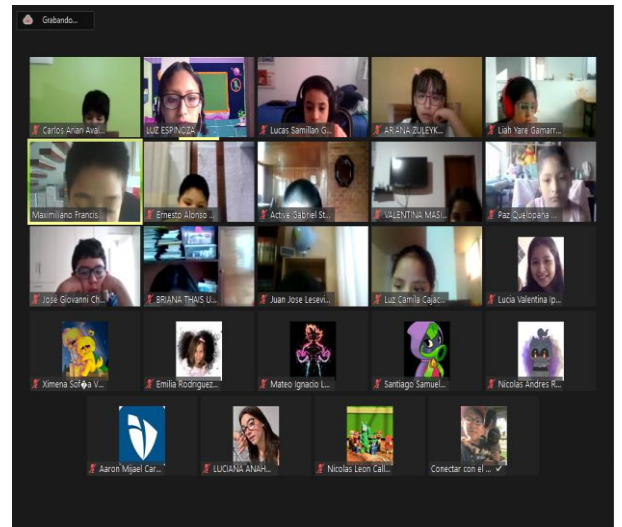 Grabando...
Carlos Arian Aval...
LUZ ESPINOZA
Lucas Samillan G...
ARIANA ZULEYK...
Liah Yare Gamarr...
Maximiliano Francis...
Ernesto Alonso ...
Active Gabriel St...
VALENTINA MASI...
Paz Quelopana ...
Jose Giovanni Ch...
BRIANA THAIS U...
Juan Jose Lesevi...
Luz Camila Cajac...
Lucia Valentina Ip...
Ximena Sof�a V...
Emilia Rodriguez...
Mateo Ignacio L...
Santiago Samuel...
Nicolas Andres R...
Aaron Mijael Car...
LUCIANA ANAH...
Nicolas Leon Call...
Conectar con el ...